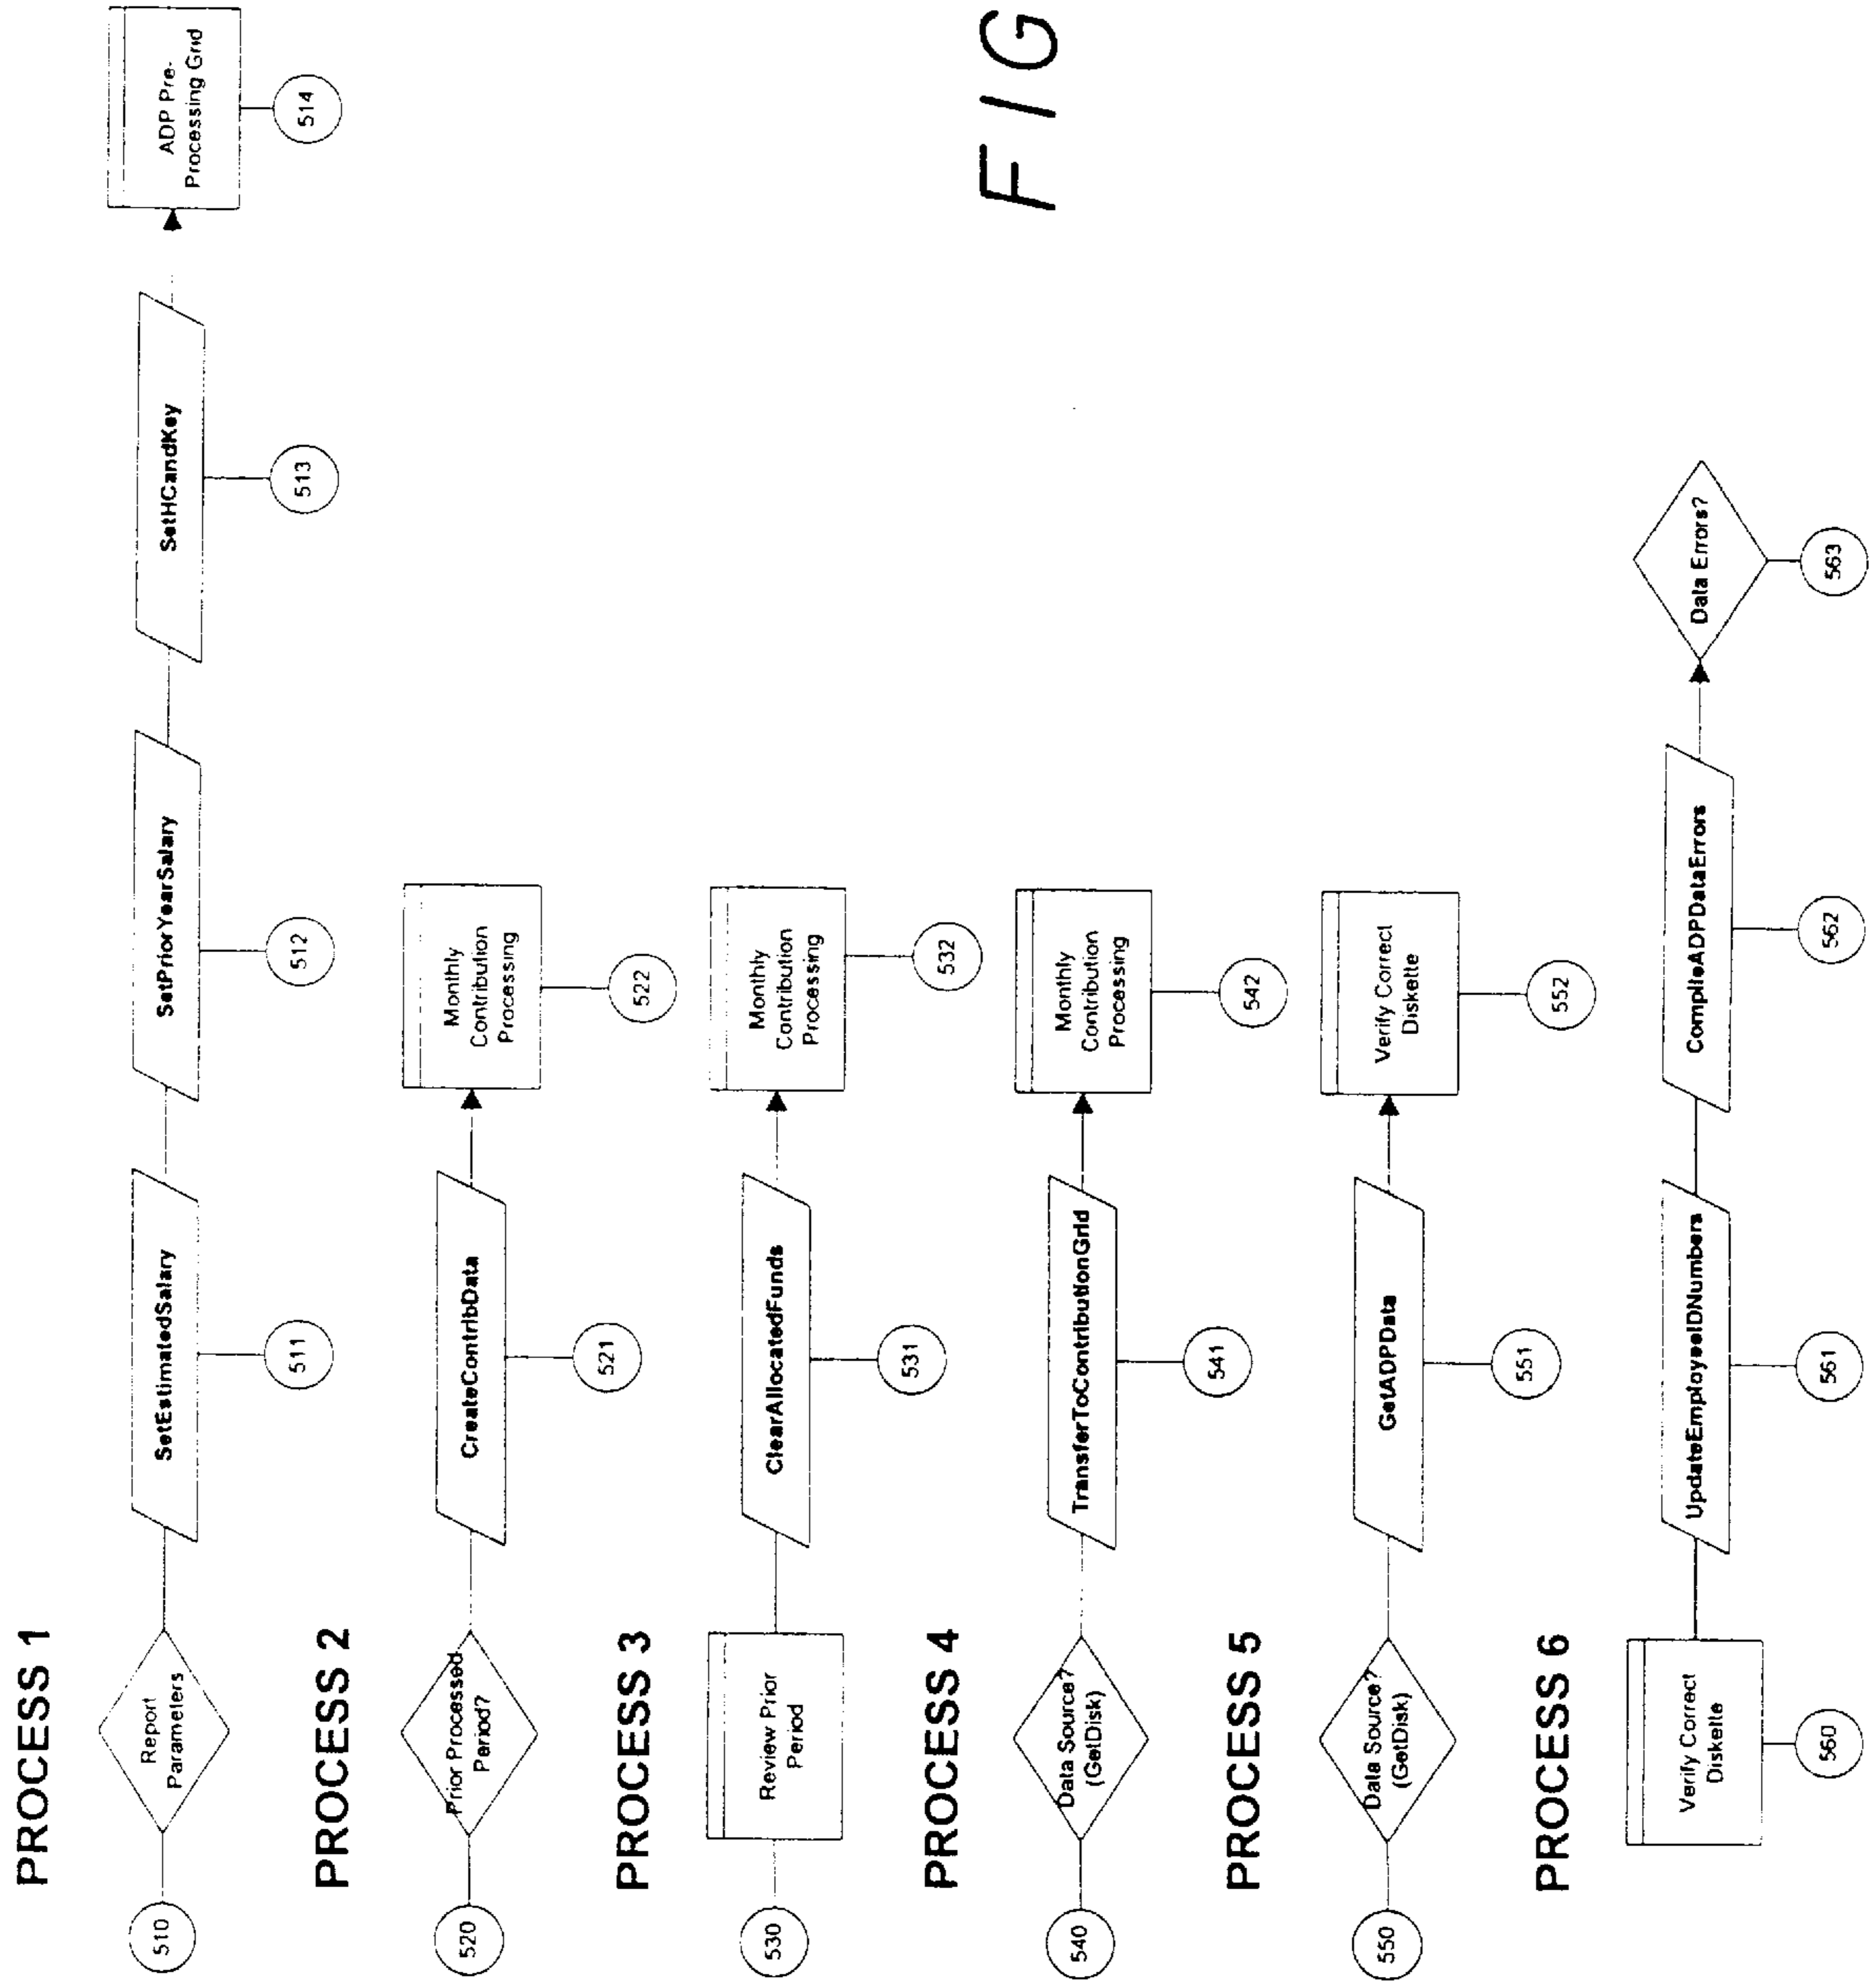 PROCESS 1
510
Report
Parameters
SetEstimatedSalary
511
SetPriorYearSalary
512
SetHCandKey
513
ADP Pre-
Processing Grid
514
PROCESS 2
520
Prior Processed
Period?
CreateContribData
521
Monthly
Contribution
Processing
522
PROCESS 3
530
Review Prior
Period
ClearAllocatedFunds
531
Monthly
Contribution
Processing
532
PROCESS 4
540
Data Source?
(GetDisk)
TransferToContributionGrid
541
Monthly
Contribution
Processing
542
PROCESS 5
550
Data Source?
(GetDisk)
GetADPData
551
Verify Correct
Diskette
552
PROCESS 6
Verify Correct
Diskette
560
UpdateEmployeeIDNumbers
561
CompileADPDataErrors
562
Data Errors?
563
FIG